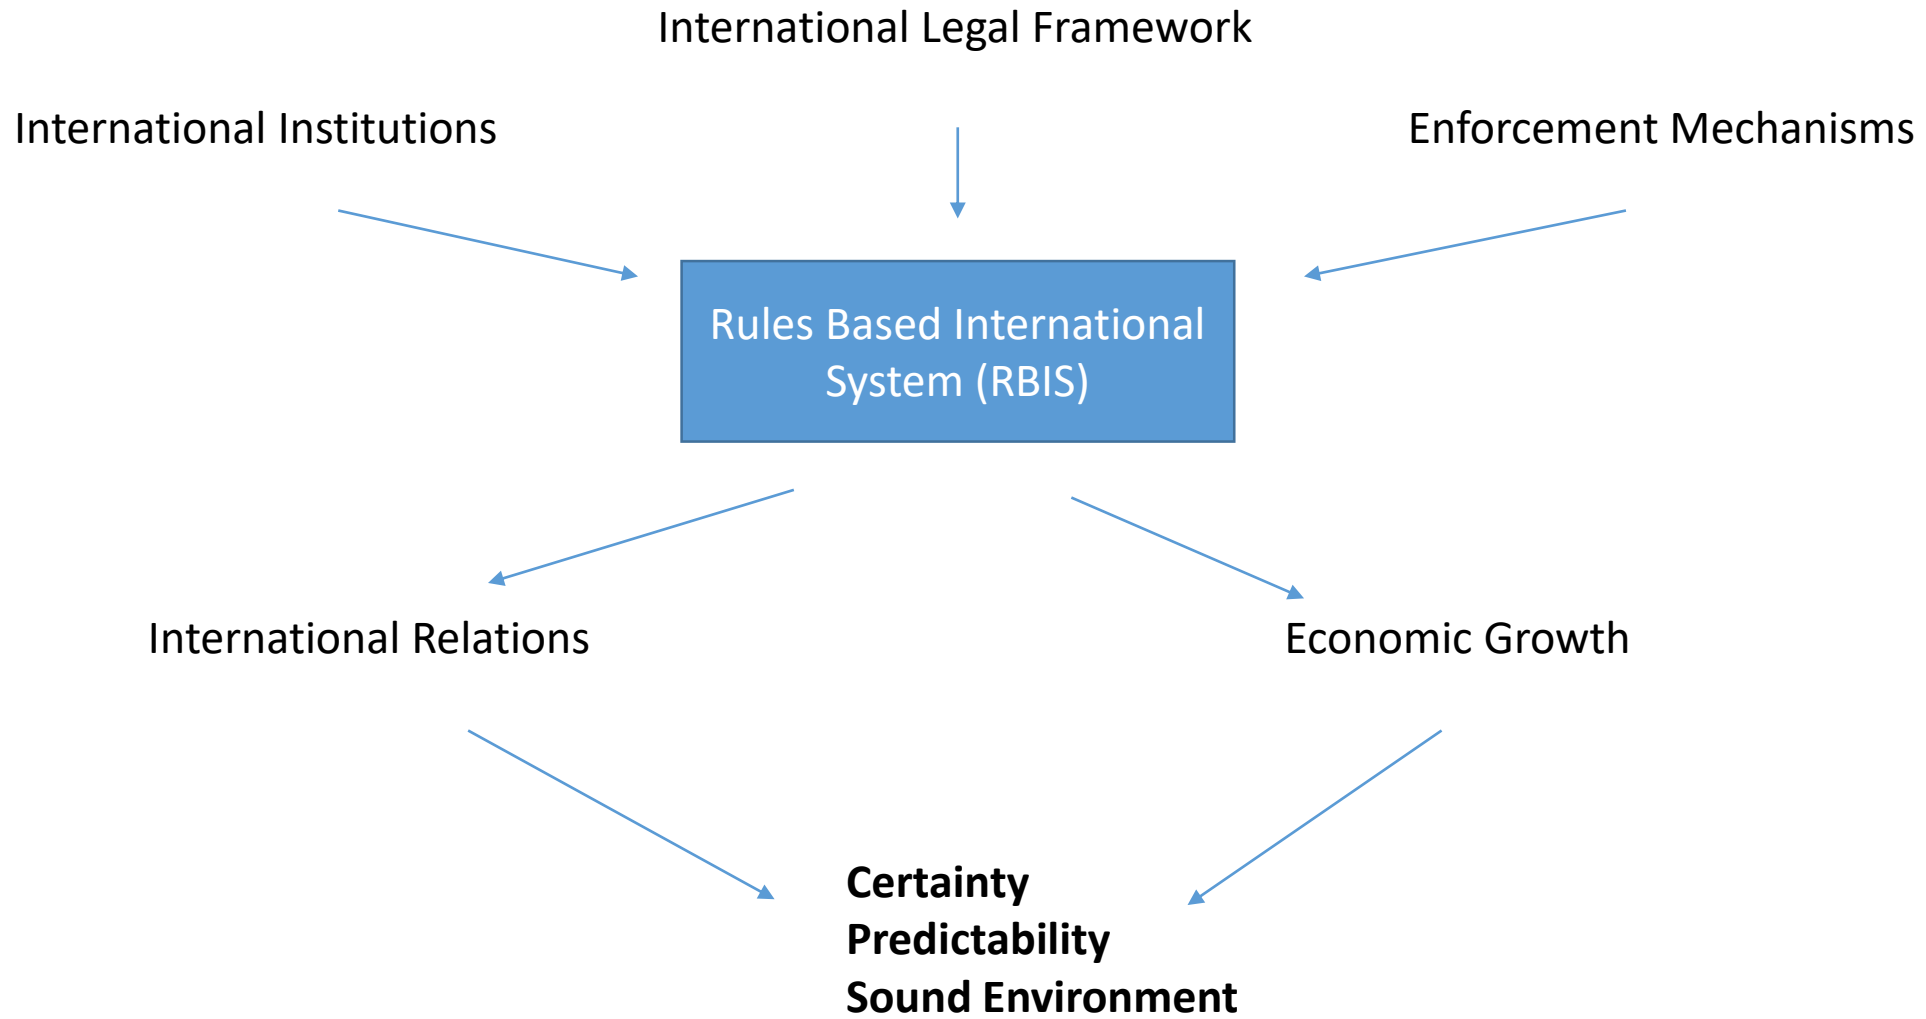 International Legal Framework
International Institutions
Enforcement Mechanisms
Rules Based International
System (RBIS)
International Relations
Economic Growth
Certainty
Predictability
Sound Environment